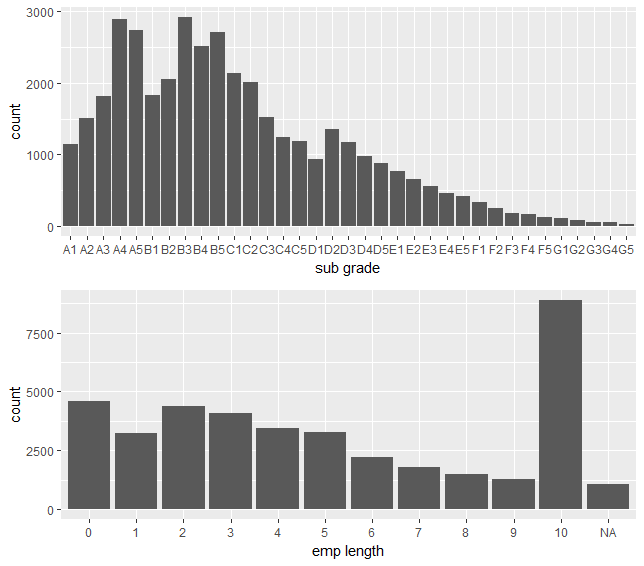 3000
2000
1000
0
count
A1 A2 A3 A4 A5 B1 B2 B3 B4 B5 C1 C2 C3 C4 C5 D1 D2 D3 D4 D5 E1 E2 E3 E4 E5 F1 F2 F3 F4 F5 G1 G2 G3 G4 G5
sub grade
7500
5000
2500
0
count
0 1 2 3 4 5 6 7 8 9 10 NA
emp length